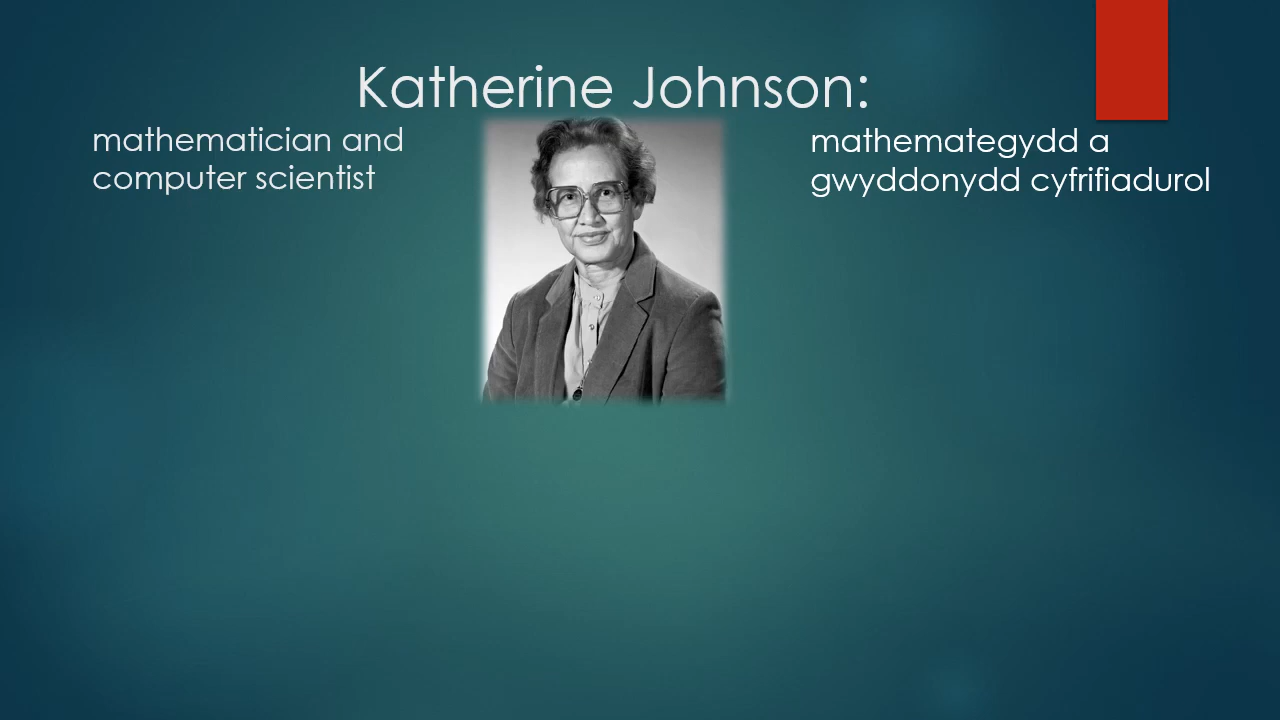 Katherine Johnson:
mathematician and
computer scientist
mathemategydd a
gwyddonydd cyfrifiadurol